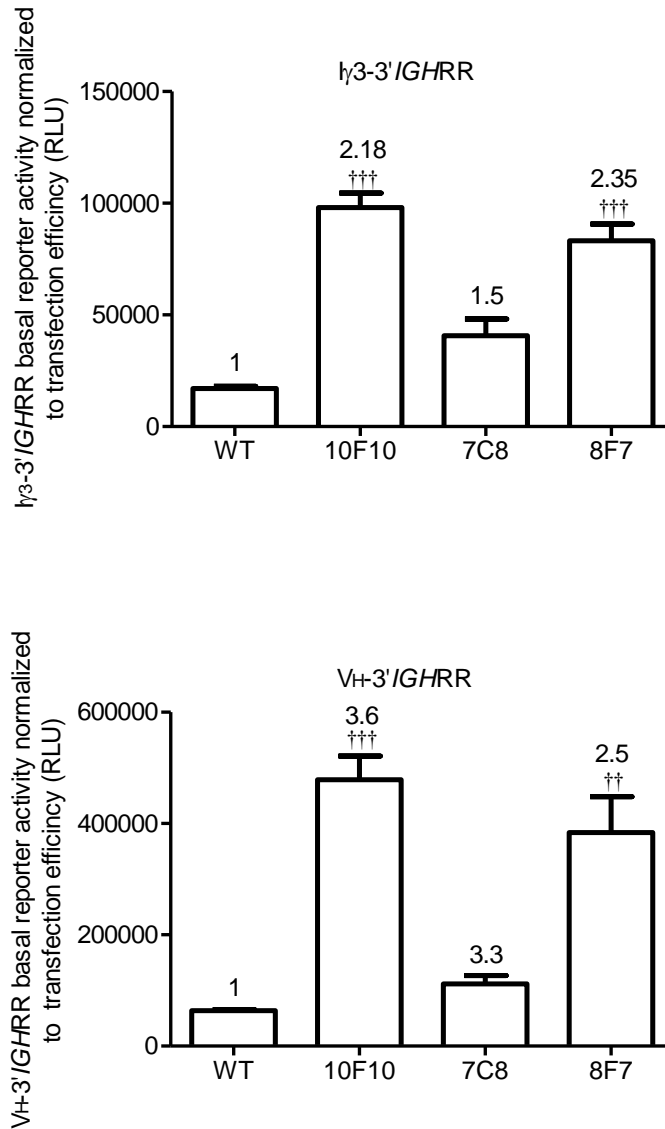 Iγ3-3'IGHRR
Iγ3-3'IGHRR basal reporter activity normalized
to transfection efficincy (RLU)
150000
100000
50000
0
1
2.18
†††
1.5
2.35
†††
WT 10F10 7C8 8F7
VH-3'IGHRR
VH-3'IGHRR basal reporter activity normalized
to transfection efficincy (RLU)
600000
400000
200000
0
1
3.6
†††
3.3
2.5
††
WT 10F10 7C8 8F7